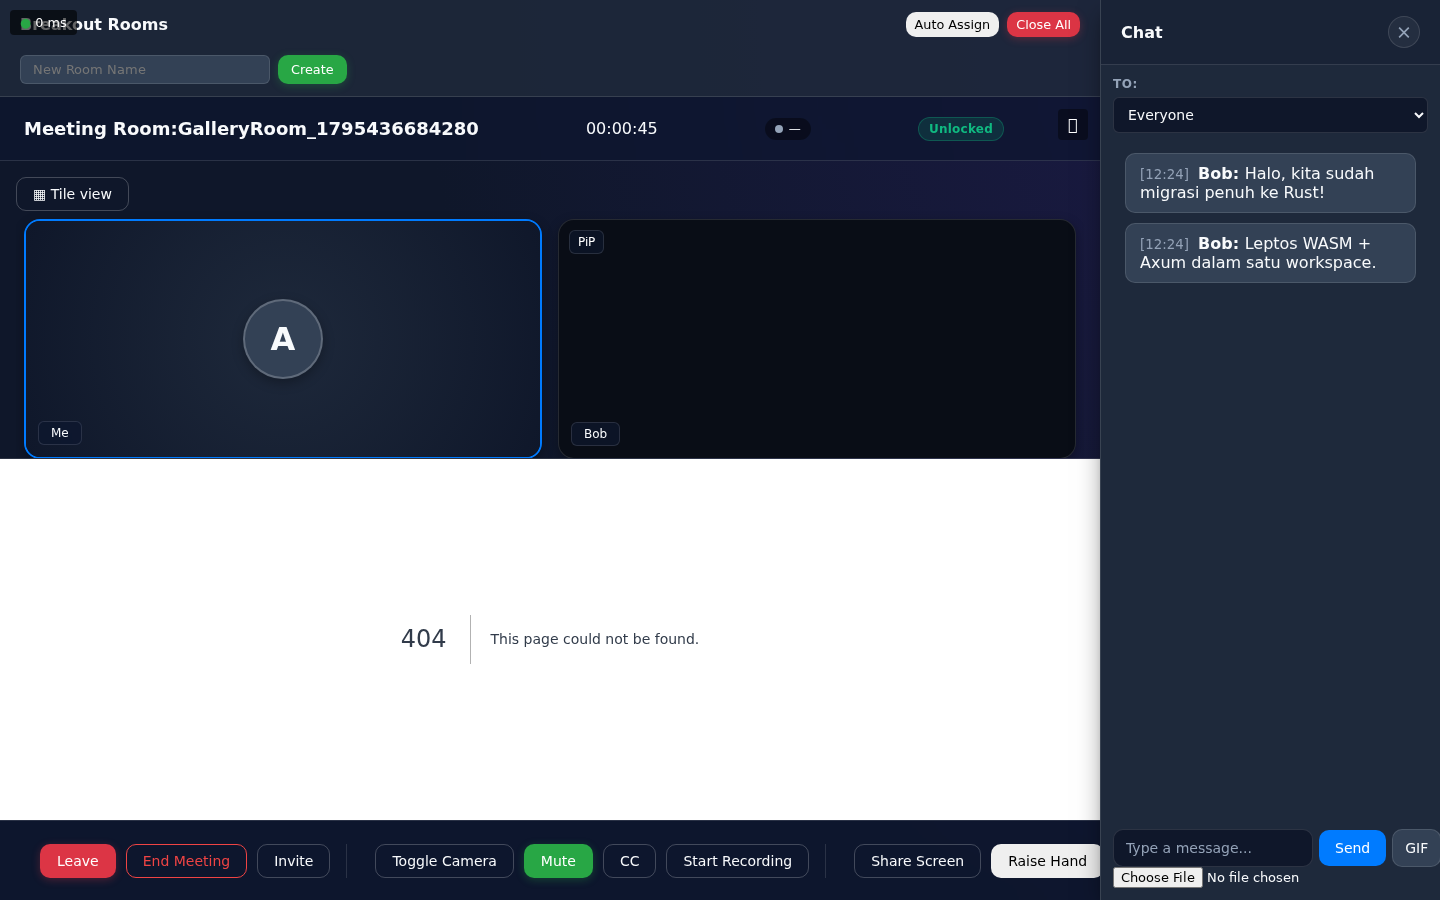 Breakout Rooms
0 ms
Auto Assign
Close All
New Room Name
Create
Meeting Room:GalleryRoom_1795436684280
00:00:45
—
Unlocked
▦ Tile view
A
Me
PiP
Bob
404
This page could not be found.
Leave
End Meeting
Invite
Toggle Camera
Mute
CC
Start Recording
Share Screen
Raise Hand
Chat
×
TO:
Everyone
[12:24] Bob: Halo, kita sudah
migrasi penuh ke Rust!
[12:24] Bob: Leptos WASM +
Axum dalam satu workspace.
Type a message...
Send
GIF
Choose File
No file chosen